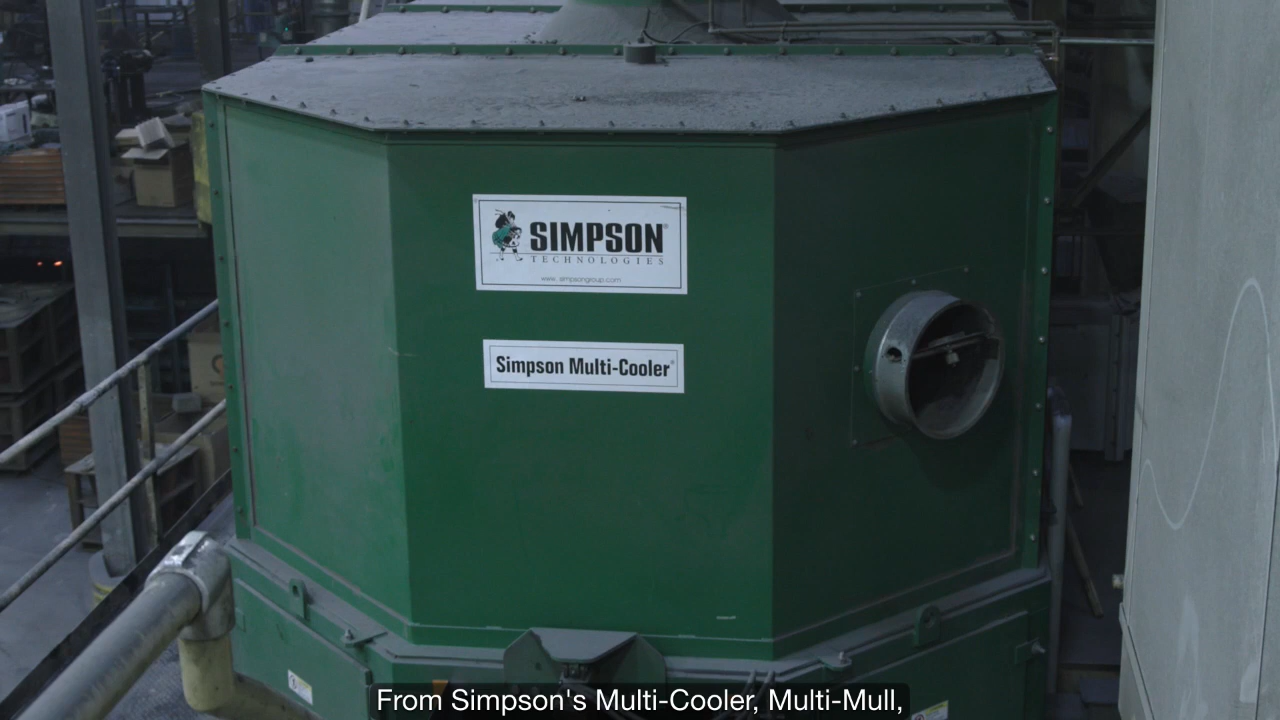 SIMPSON®
TECHNOLOGIES
www.simpsongroup.com
Simpson Multi-Cooler®
From Simpson's Multi-Cooler, Multi-Mull,